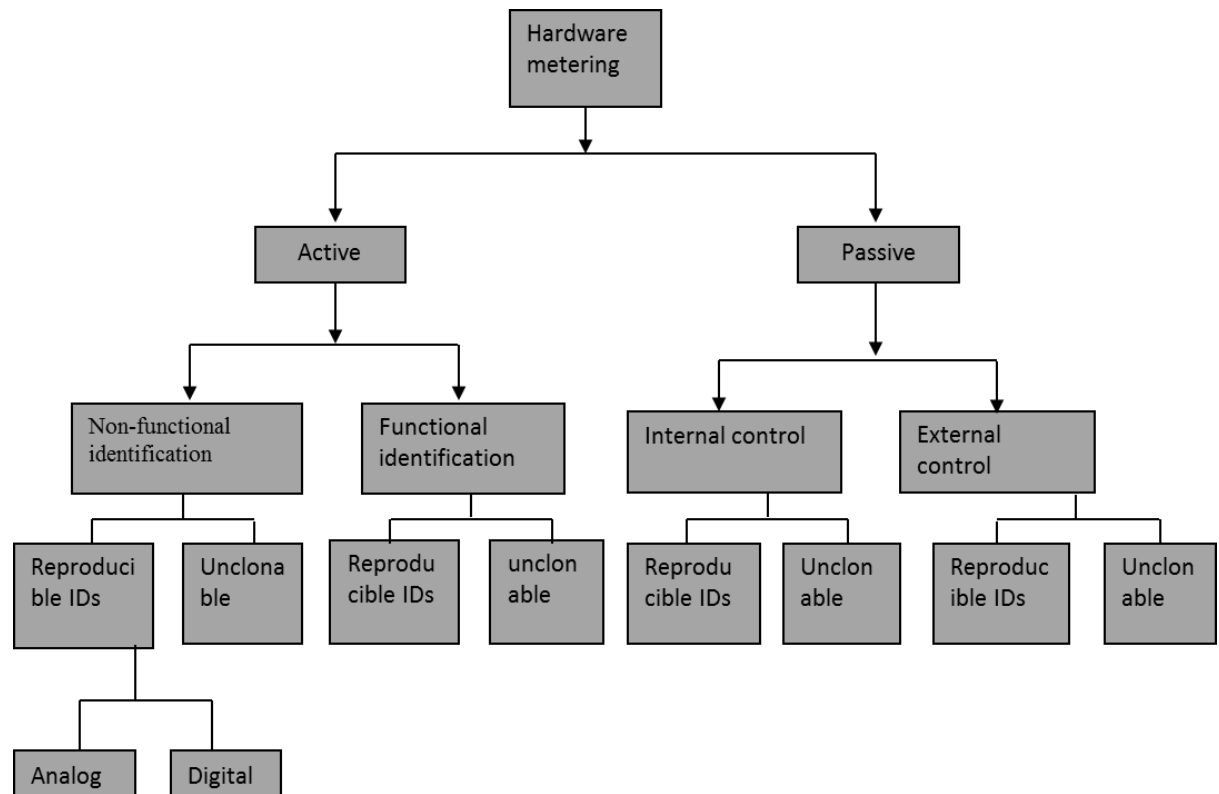 Hardware
metering
Active
Passive
Non-functional
identification
Functional
identification
Internal control
External
control
Reproduci
ble IDs
Unclona
ble
Reprodu
cible IDs
unclon
able
Reprodu
cible IDs
Unclon
able
Reproduc
ible IDs
Unclon
able
Analog
Digital